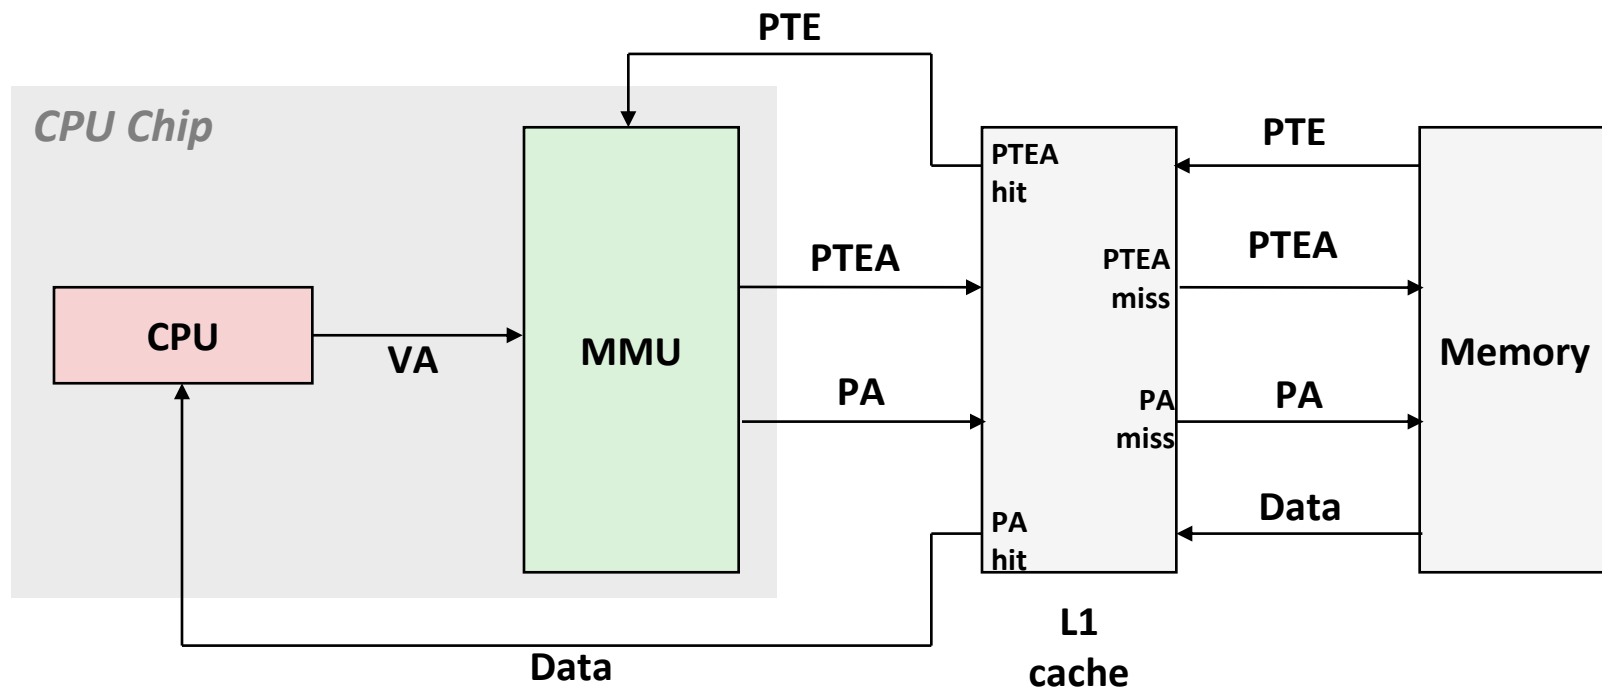 PTE
CPU Chip
PTEA
hit
PTE
PTEA
PTEA
miss
PTEA
CPU
VA
MMU
Memory
PA
PA
miss
PA
PA
hit
Data
L1
cache
Data